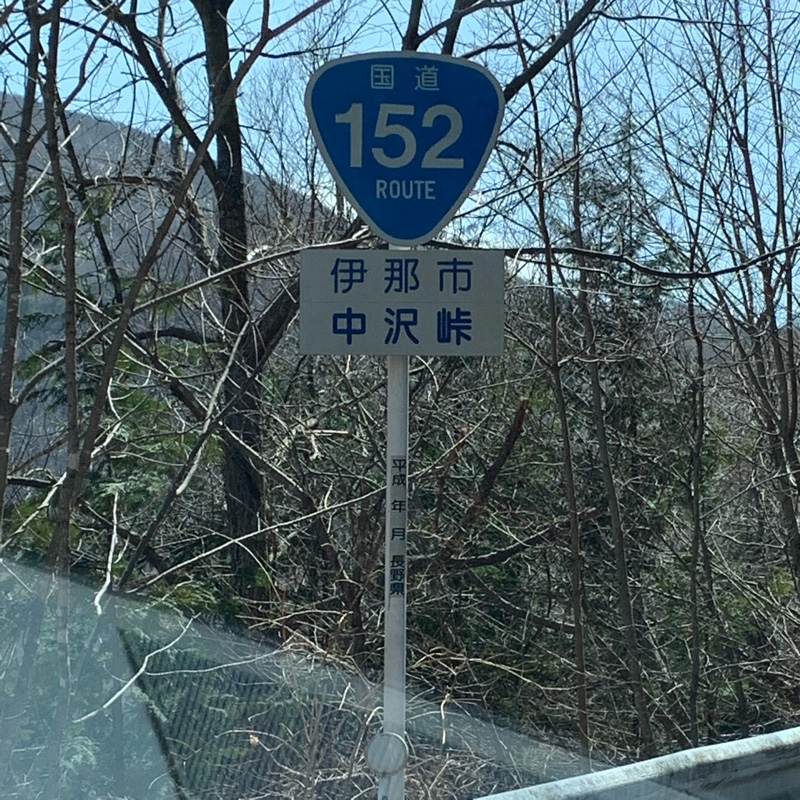 国道
152
ROUTE
伊那市
中沢峠
平成 年 月 長野県